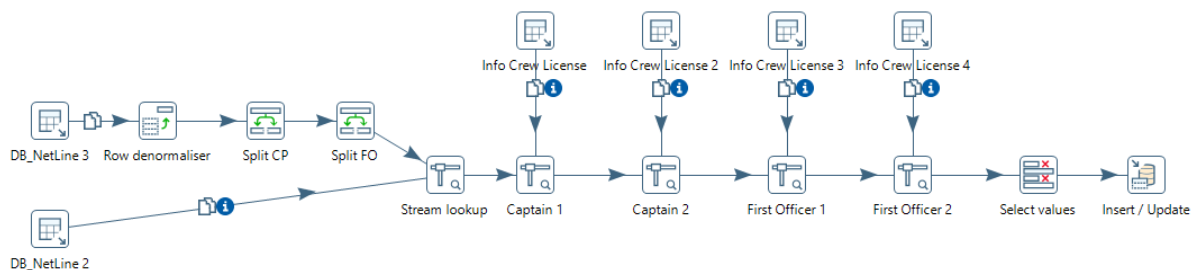 Info Crew License
Info Crew License 2
Info Crew License 3
Info Crew License 4
DB_NetLine 3
Row denormaliser
Split CP
Split FO
Stream lookup
Captain 1
Captain 2
First Officer 1
First Officer 2
Select values
Insert / Update
DB_NetLine 2